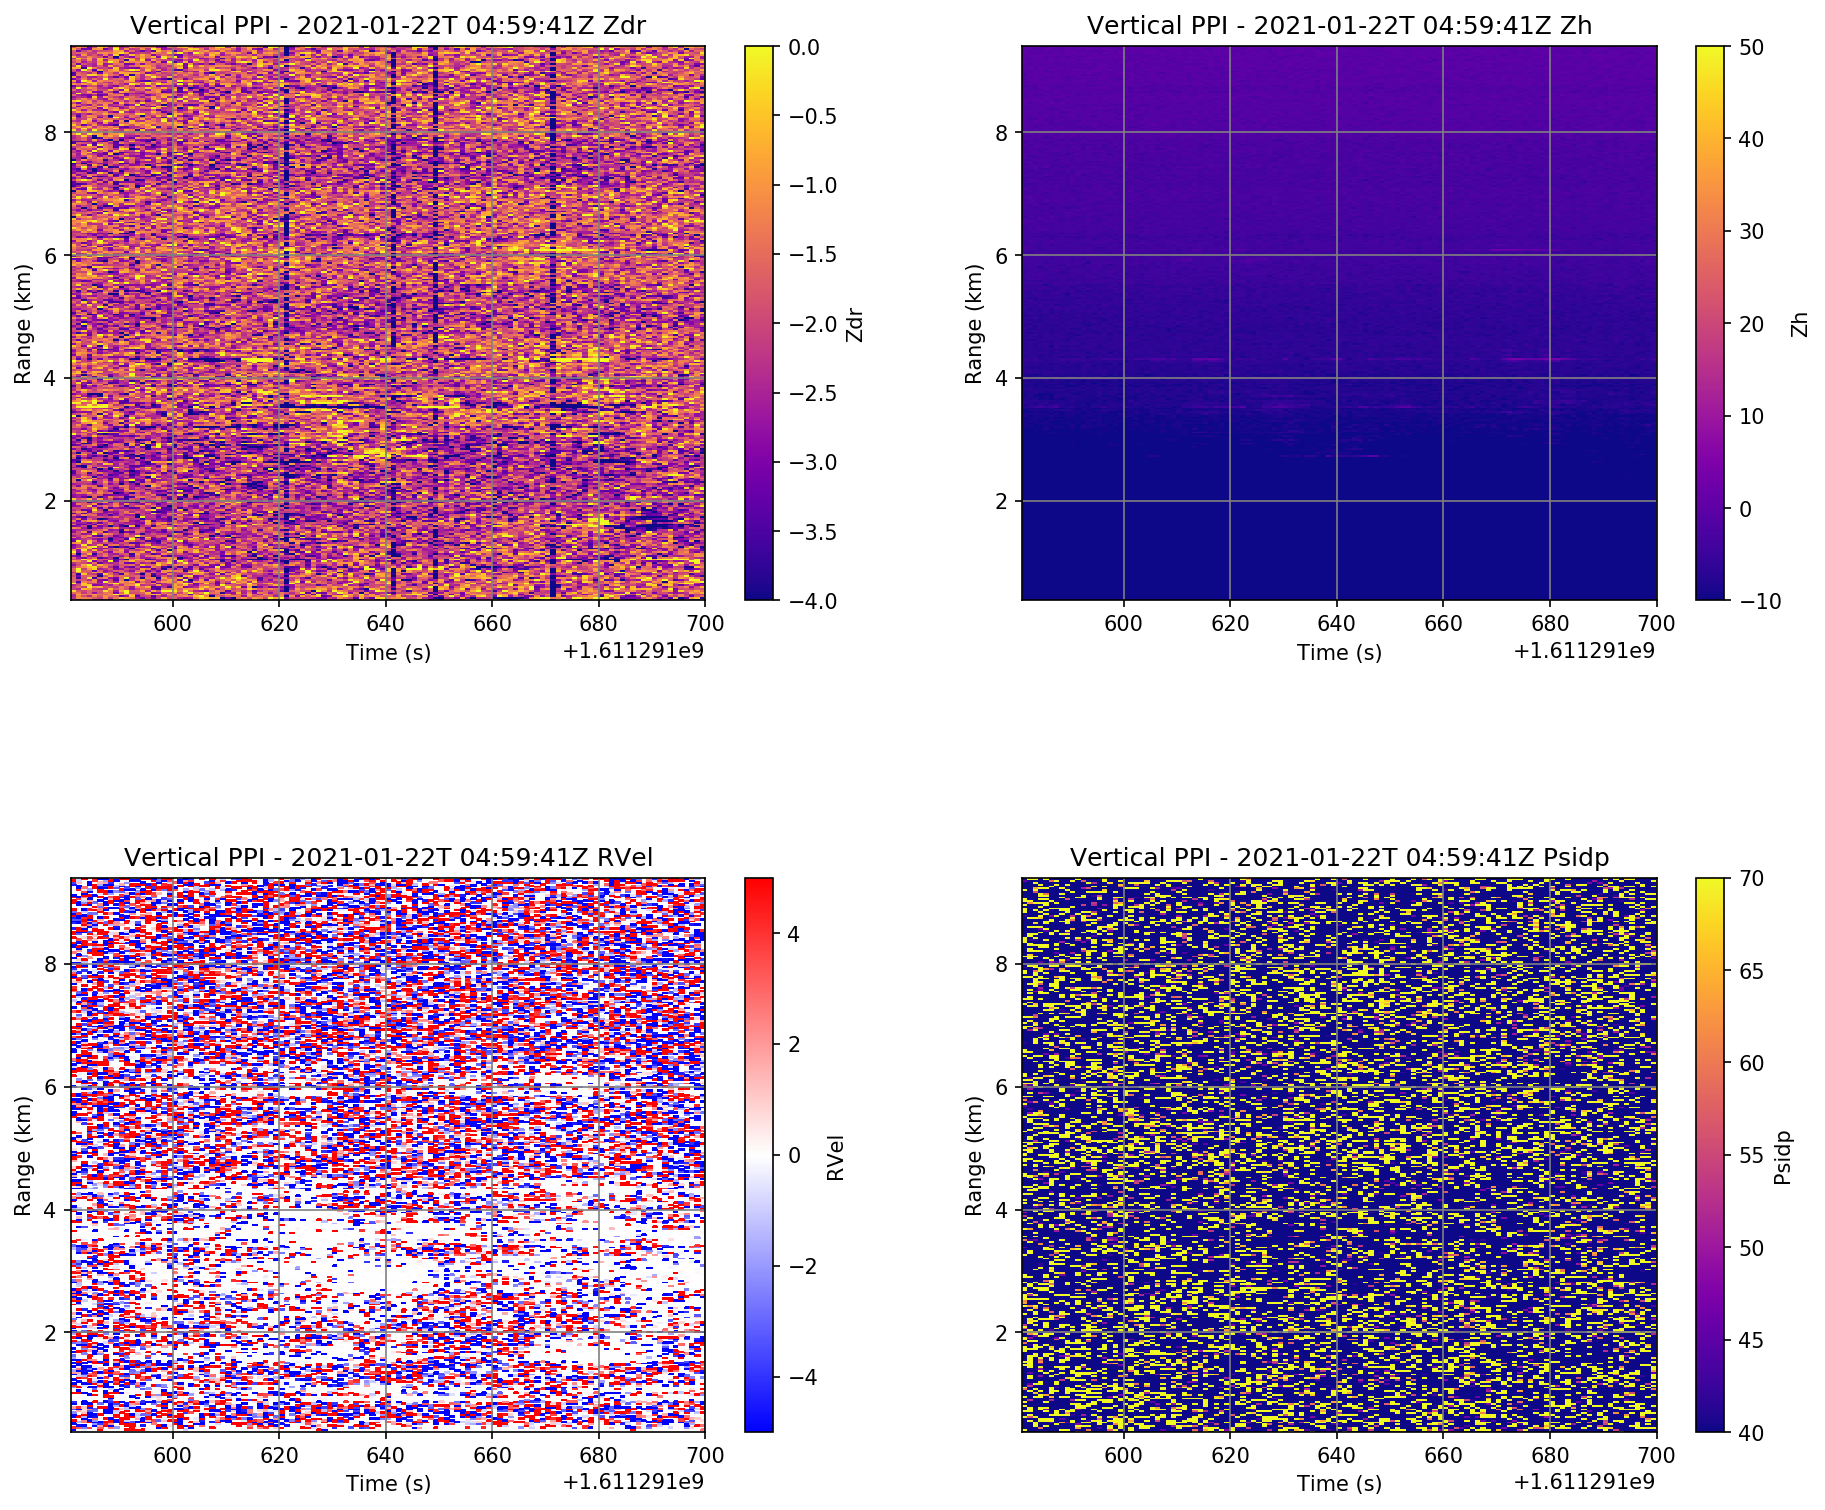 Vertical PPI - 2021-01-22T 04:59:41Z Zdr
0.0
−0.5
−1.0
−1.5
−2.0
−2.5
−3.0
−3.5
−4.0
Zdr
8
6
4
2
Range (km)
600 620 640 660 680 700
Time (s)
+1.611291e9
Vertical PPI - 2021-01-22T 04:59:41Z Zh
50
40
30
20
10
0
−10
Zh
8
6
4
2
Range (km)
600 620 640 660 680 700
Time (s)
+1.611291e9
Vertical PPI - 2021-01-22T 04:59:41Z RVel
4
2
0
−2
−4
RVel
8
6
4
2
Range (km)
600 620 640 660 680 700
Time (s)
+1.611291e9
Vertical PPI - 2021-01-22T 04:59:41Z Psidp
70
65
60
55
50
45
40
Psidp
8
6
4
2
Range (km)
600 620 640 660 680 700
Time (s)
+1.611291e9